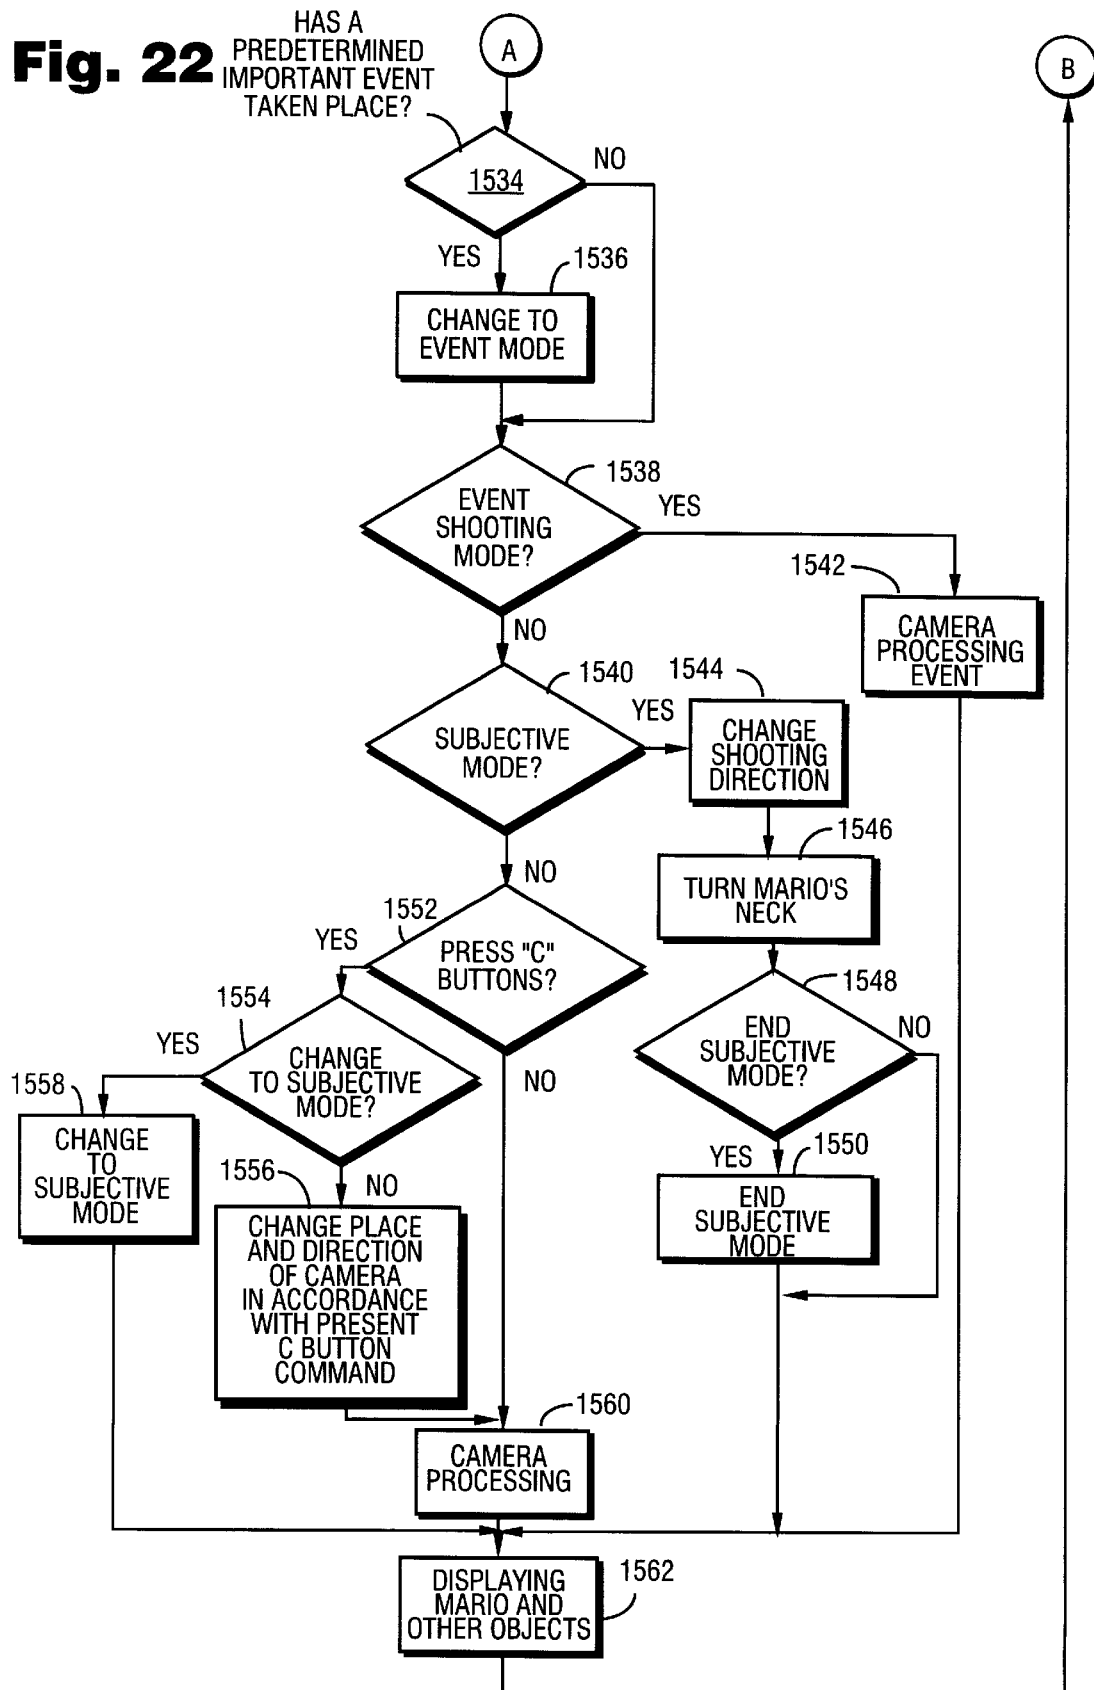 Fig. 22
HAS A
PREDETERMINED
IMPORTANT EVENT
TAKEN PLACE?
A
B
1534
NO
YES
1536
CHANGE TO
EVENT MODE
1538
EVENT
SHOOTING
MODE?
YES
1542
CAMERA
PROCESSING
EVENT
NO
1540
SUBJECTIVE
MODE?
YES
1544
CHANGE
SHOOTING
DIRECTION
1546
TURN MARIO'S
NECK
NO
1552
YES
PRESS "C"
BUTTONS?
1548
END
SUBJECTIVE
MODE?
NO
1554
YES
CHANGE
TO SUBJECTIVE
MODE?
NO
1558
CHANGE
TO
SUBJECTIVE
MODE
YES
1550
END
SUBJECTIVE
MODE
1556
NO
CHANGE PLACE
AND DIRECTION
OF CAMERA
IN ACCORDANCE
WITH PRESENT
C BUTTON
COMMAND
1560
CAMERA
PROCESSING
1562
DISPLAYING
MARIO AND
OTHER OBJECTS